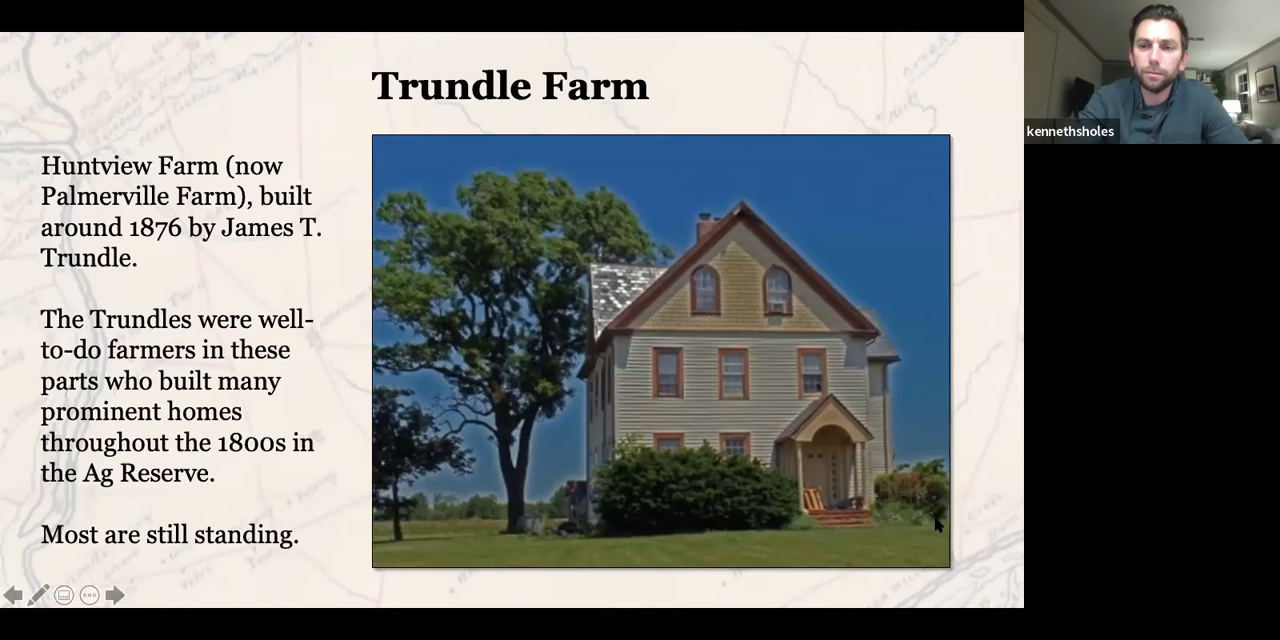 Trundle Farm
Huntview Farm (now
Palmerville Farm), built
around 1876 by James T.
Trundle.
The Trundles were well-
to-do farmers in these
parts who built many
prominent homes
throughout the 1800s in
the Ag Reserve.
Most are still standing.
kennethsholes